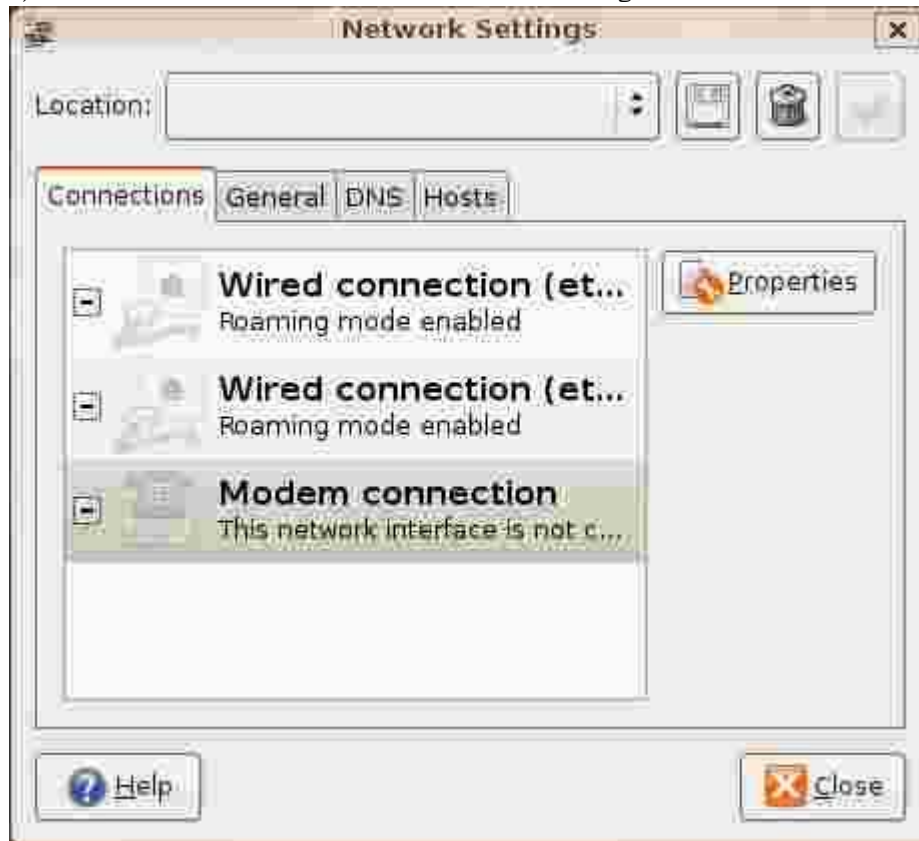 Network Settings
Location:
Connections General DNS Hosts
Wired connection (et...
Roaming mode enabled
Properties
Wired connection (et...
Roaming mode enabled
Modem connection
This network interface is not c...
Help
Close